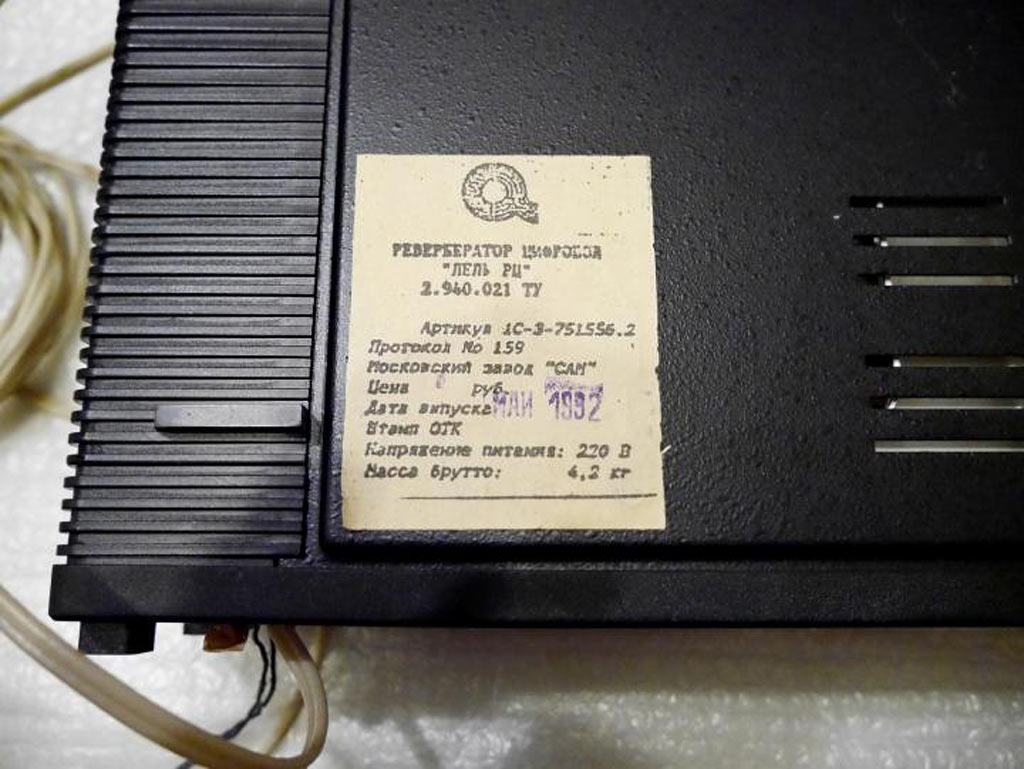 РЕВЕРБЕРАТОР ЦИФРОВОЙ
"ЛЕЛЬ РЦ"
2.940.021 ТУ
Артикул 1С-3-751556.2
Протокол No 159
Московский завод "САМ"
Цена руб.
Дата выпуска МАЙ 1992
Штамп ОТК
Напряжение питания: 220 В
Масса брутто: 4,2 кг